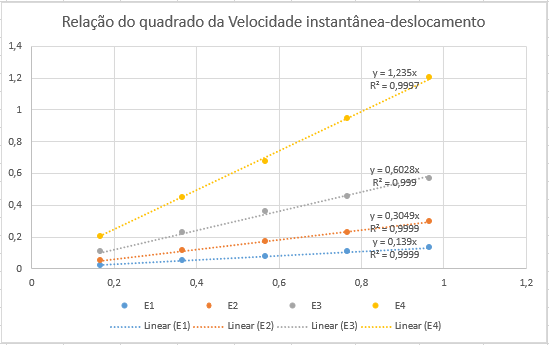 Relação do quadrado da Velocidade instantânea-deslocamento
1,4
1,2
1
0,8
0,6
0,4
0,2
0
y = 1,235x
R² = 0,9997
y = 0,6028x
R² = 0,999
y = 0,3049x
R² = 0,9995
y = 0,139x
R² = 0,9999
0 0,2 0,4 0,6 0,8 1 1,2
E1 E2 E3 E4
Linear (E1) Linear (E2) Linear (E3) Linear (E4)